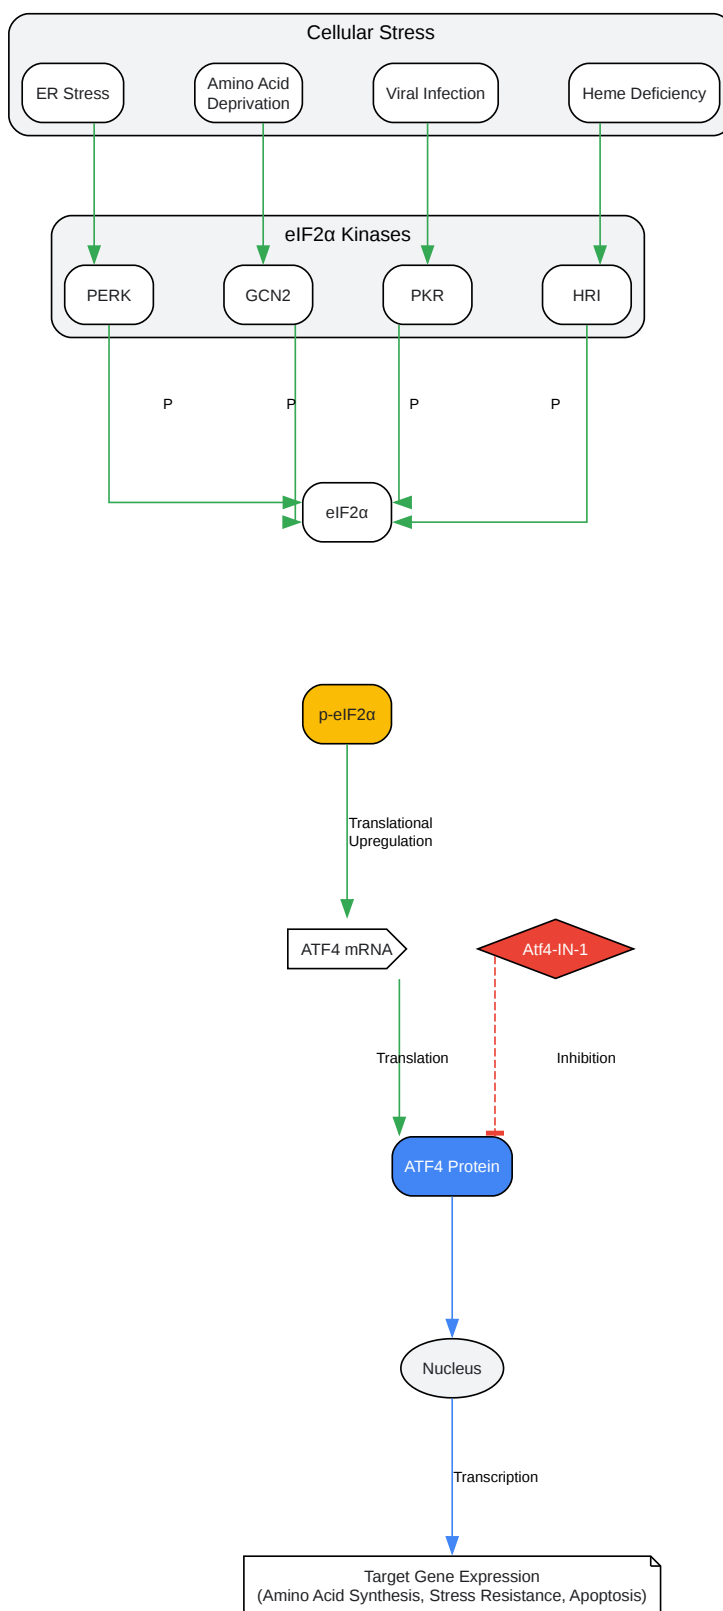 Cellular Stress
ER Stress
Amino Acid
Deprivation
Viral Infection
Heme Deficiency
eIF2α Kinases
PERK
GCN2
PKR
HRI
P
P
P
P
eIF2α
p-eIF2α
Translational
Upregulation
ATF4 mRNA
Atf4-IN-1
Translation
Inhibition
ATF4 Protein
Nucleus
Transcription
Target Gene Expression
(Amino Acid Synthesis, Stress Resistance, Apoptosis)